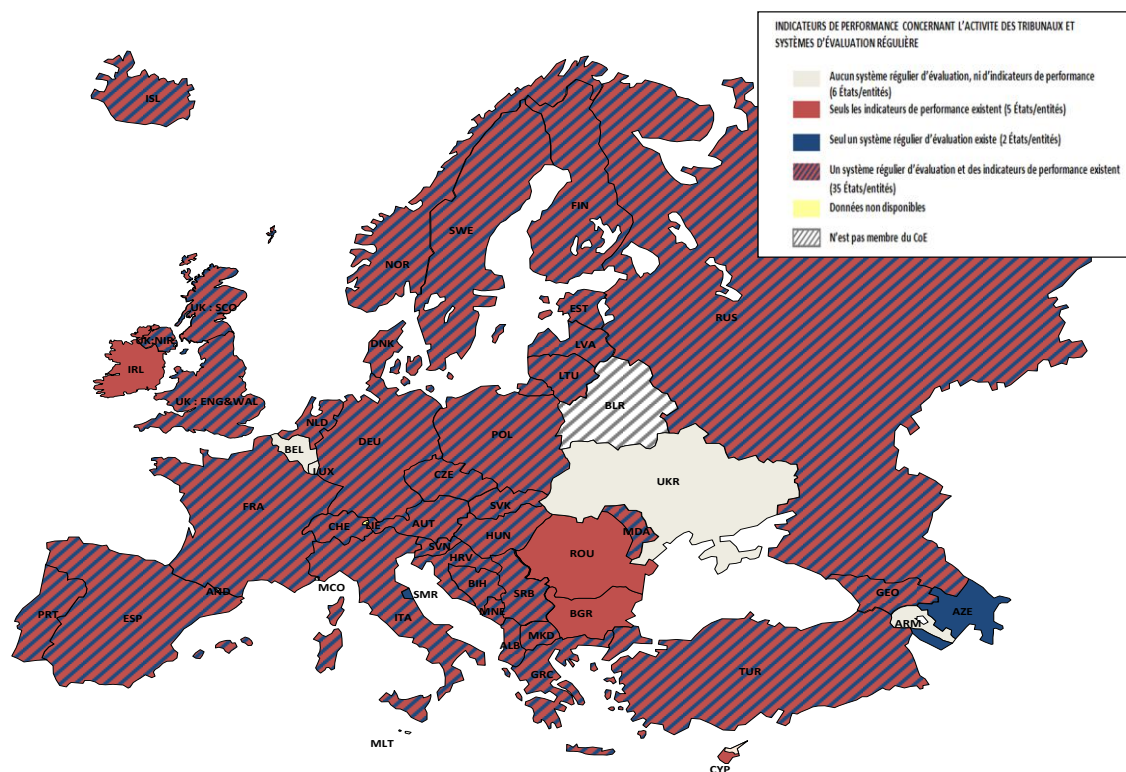 INDICATEURS DE PERFORMANCE CONCERNANT L'ACTIVITE DES TRIBUNAUX ET
SYSTÈMES D'ÉVALUATION RÉGULIÈRE
Aucun système régulier d'évaluation, ni d'indicateurs de performance
(6 États/entités)
Seuls les indicateurs de performance existent (5 États/entités)
Seul un système régulier d'évaluation existe (2 États/entités)
Un système régulier d'évaluation et des indicateurs de performance existent
(35 États/entités)
Données non disponibles
N'est pas membre du CoE
ISL
FIN
SWE
NOR
RUS
EST
UK : SCO
UK:NIR
DNK
LVA
IRL
LTU
UK : ENG&WAL
BLR
NLD
POL
DEU
BEL
LUX
CZE
UKR
FRA
SVK
CHE
LIE
AUT
MDA
HUN
SVN
ROU
HRV
MCO
ARD
BIH
SMR
SRB
GEO
PRT
ESP
ITA
MNE
BGR
AZE
ARM
MKD
ALB
GRC
TUR
MLT
CYP